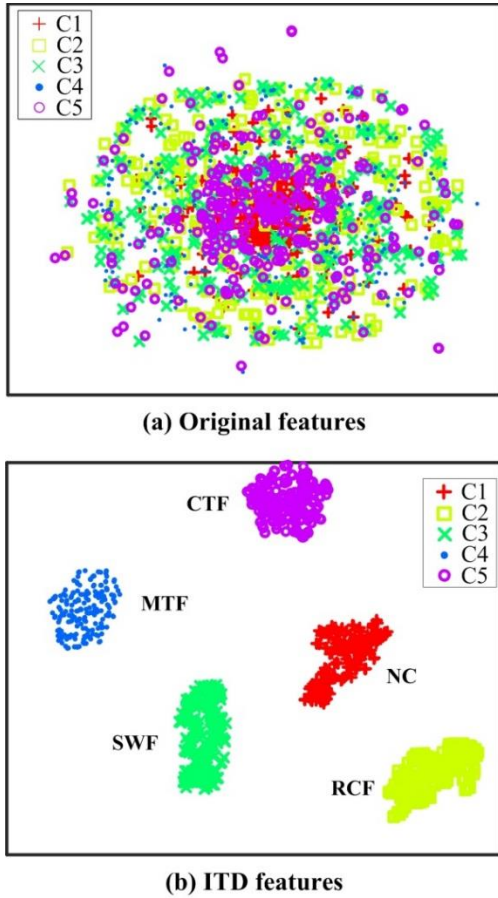 C1
C2
C3
C4
C5
(a) Original features
CTF
C1
C2
C3
C4
C5
MTF
NC
SWF
RCF
(b) ITD features